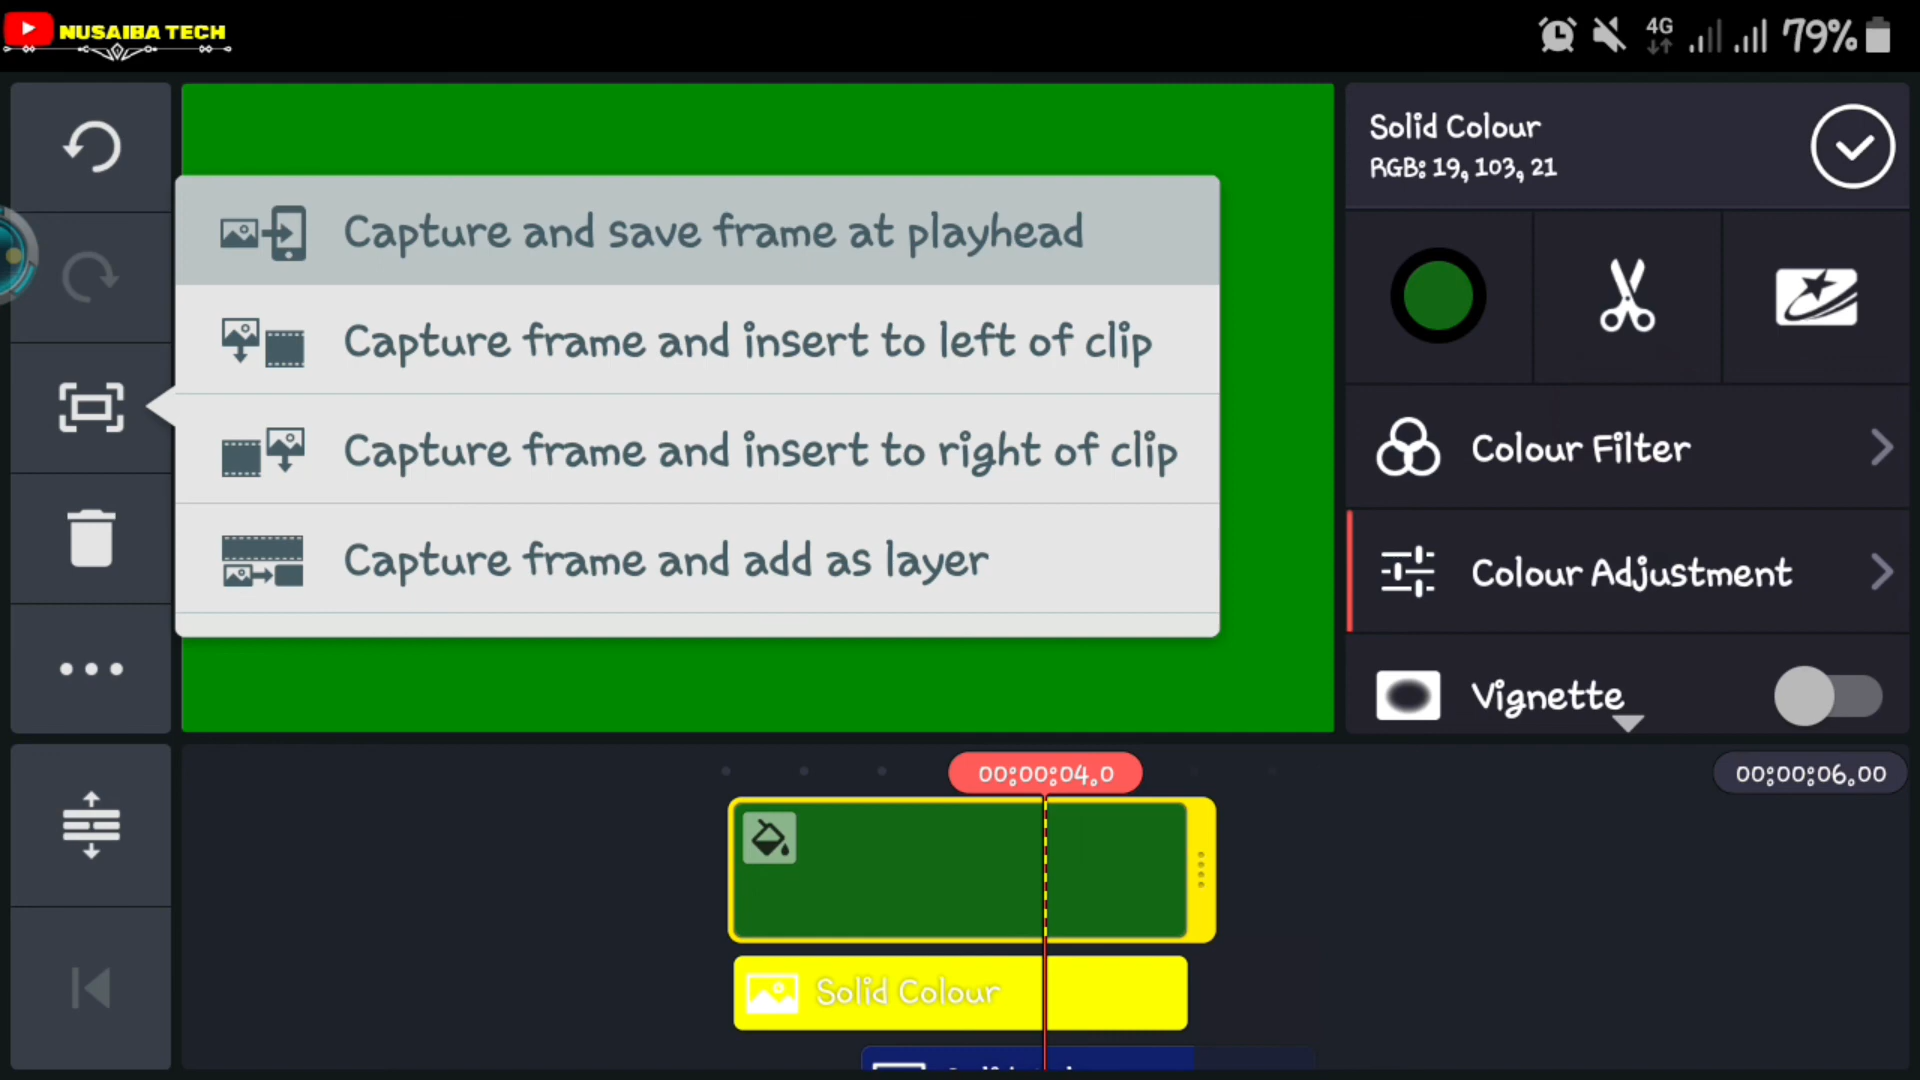 NUSAIBA TECH
4G
79%
Solid Colour
RGB: 19, 103, 21
Capture and save frame at playhead
Capture frame and insert to left of clip
Capture frame and insert to right of clip
Capture frame and add as layer
Colour Filter
Colour Adjustment
Vignette
00:00:04.0
00:00:06.00
Solid Colour